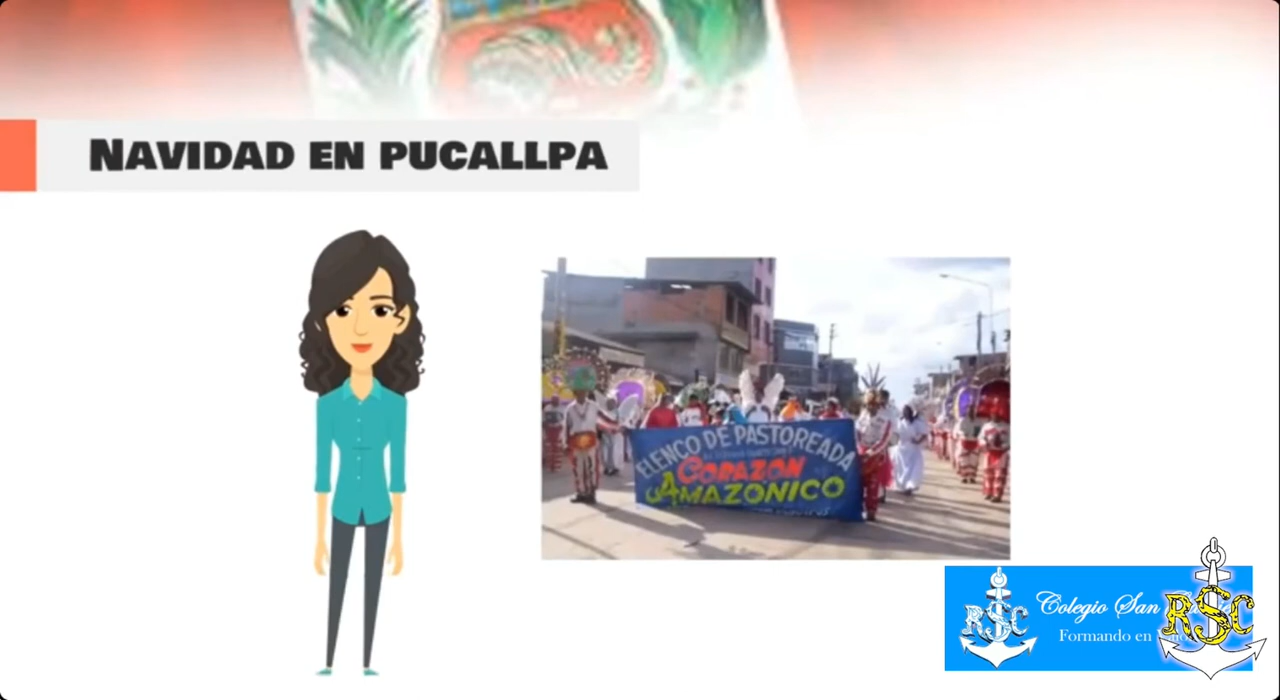 NAVIDAD EN PUCALLPA
ELENCO DE PASTOREADA
CORAZON
AMAZONICO
Colegio San
Formando en
RSC
RSC